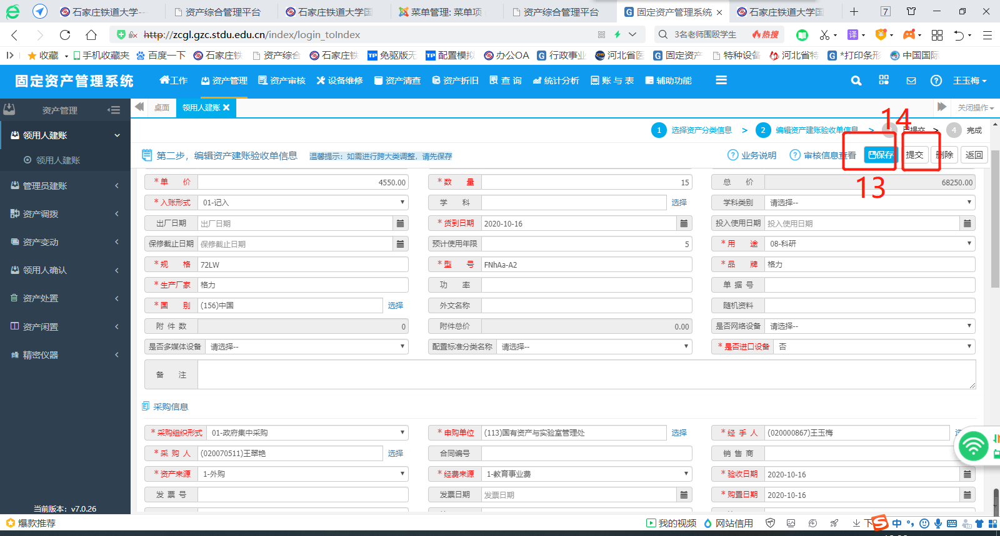 石家庄铁道大学--
资产综合管理平台
石家庄铁道大学国
菜单管理: 菜单项
资产综合管理平台
固定资产管理系统
石家庄铁道大学国
7
http://zcgl.gzc.stdu.edu.cn/index/login_toIndex
3名老师围殴学生
热搜
译
收藏
手机收藏夹
百度一下
石家庄铁
资产综合
石家庄铁
TP 免驱版无
TP 配置模拟
办公OA
行政事业
河北省医
固定资产
特种设备
河北省特
*打印条形
中国国际
固定资产管理系统
工作
资产管理
资产审核
设备维修
资产清查
资产折旧
查 询
统计分析
账 与 表
辅助功能
王玉梅
资产管理
桌面
领用人建账
关闭操作
领用人建账
领用人建账
管理员建账
资产调拨
资产变动
领用人确认
资产处置
资产闲置
精密仪器
当前版本：v7.0.26
1 选择资产分类信息 >
2 编辑资产建账验收单信息 >
已提交 >
4 完成
14
第二步，编辑资产建账验收单信息
温馨提示：如需进行跨大类调整，请先保存
业务说明
审核信息查看
保存
提交
删除
返回
13
* 单 价 4550.00
* 数 量 15
总 价 68250.00
* 入账形式 01-记入
学 科 选择
学科类别 请选择--
出厂日期 出厂日期
* 货到日期 2020-10-16
投入使用日期 投入使用日期
保修截止日期 保修截止日期
预计使用年限 5
* 用 途 08-科研
* 规 格 72LW
* 型 号 FNhAa-A2
* 品 牌 格力
* 生产厂家 格力
功 率
单 据 号
* 国 别 (156)中国 选择
外文名称
随机资料
附 件 数 0
附件总价 0.00
是否网络设备 请选择--
是否多媒体设备 请选择--
配置标准分类名称 请选择--
* 是否进口设备 否
备 注
采购信息
* 采购组织形式 01-政府集中采购
* 申购单位 (113)国有资产与实验室管理处 选择
* 经 手 人 (020000867)王玉梅
* 采 购 人 (020070511)王翠艳 选择
合同编号
销 售 商
* 资产来源 1-外购
* 经费来源 1-教育事业费
* 验收日期 2020-10-16
发 票 号
发票日期 发票日期
* 购置日期 2020-10-16
爆款推荐
我的视频
网站信用
下
中